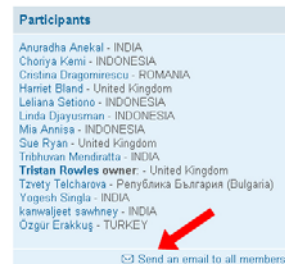 Participants
Anuradha Anekal - INDIA
Choriya Kemi - INDONESIA
Cristina Dragomirescu - ROMANIA
Harriet Bland - United Kingdom
Leliana Setiono - INDONESIA
Linda Djayusman - INDONESIA
Mia Annisa - INDONESIA
Sue Ryan - United Kingdom
Tribhuvan Mendiratta - INDIA
Tristan Rowles owner: - United Kingdom
Tzvety Telcharova - Република България (Bulgaria)
Yogesh Singla - INDIA
kanwaljeet sawhney - INDIA
Özgür Erakkuş - TURKEY
Send an email to all members